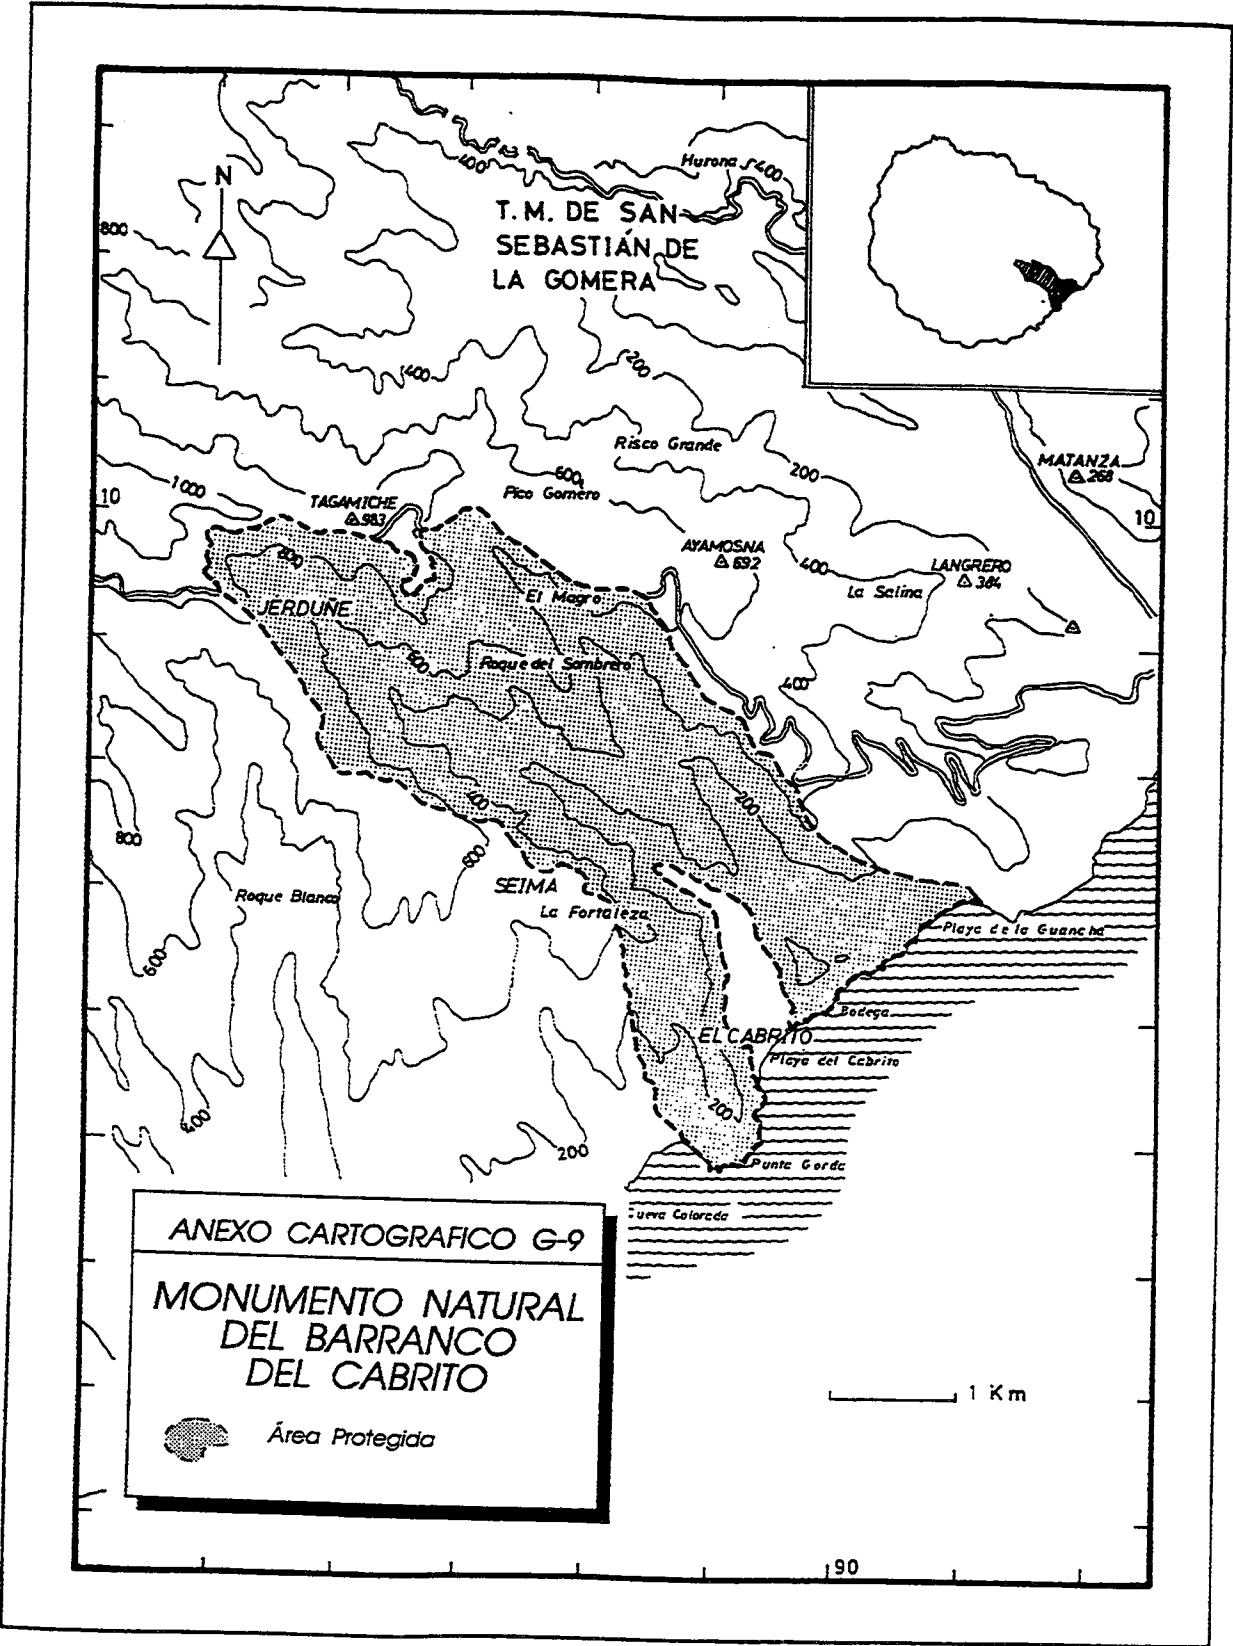 Hurona
400
400
N
T.M. DE SAN
SEBASTIÁN DE
LA GOMERA
800
200
400
Risco Grande
200
MATANZA
268
600
1000
Pico Gomero
10
TAGAMICHE
983
10
AYAMOSNA
692
800
400
LANGRERO
384
La Salina
El Magro
JERDUÑE
600
Roque del Sombrero
400
400
200
800
600
SEIMA
Roque Blanco
La Fortaleza
Playa de la Guancha
600
Bodega
EL CABRITO
Playa del Cabrito
200
400
200
Punta Gorda
ueva Colorada
ANEXO CARTOGRAFICO G-9
MONUMENTO NATURAL
DEL BARRANCO
DEL CABRITO
Área Protegida
1 Km
90